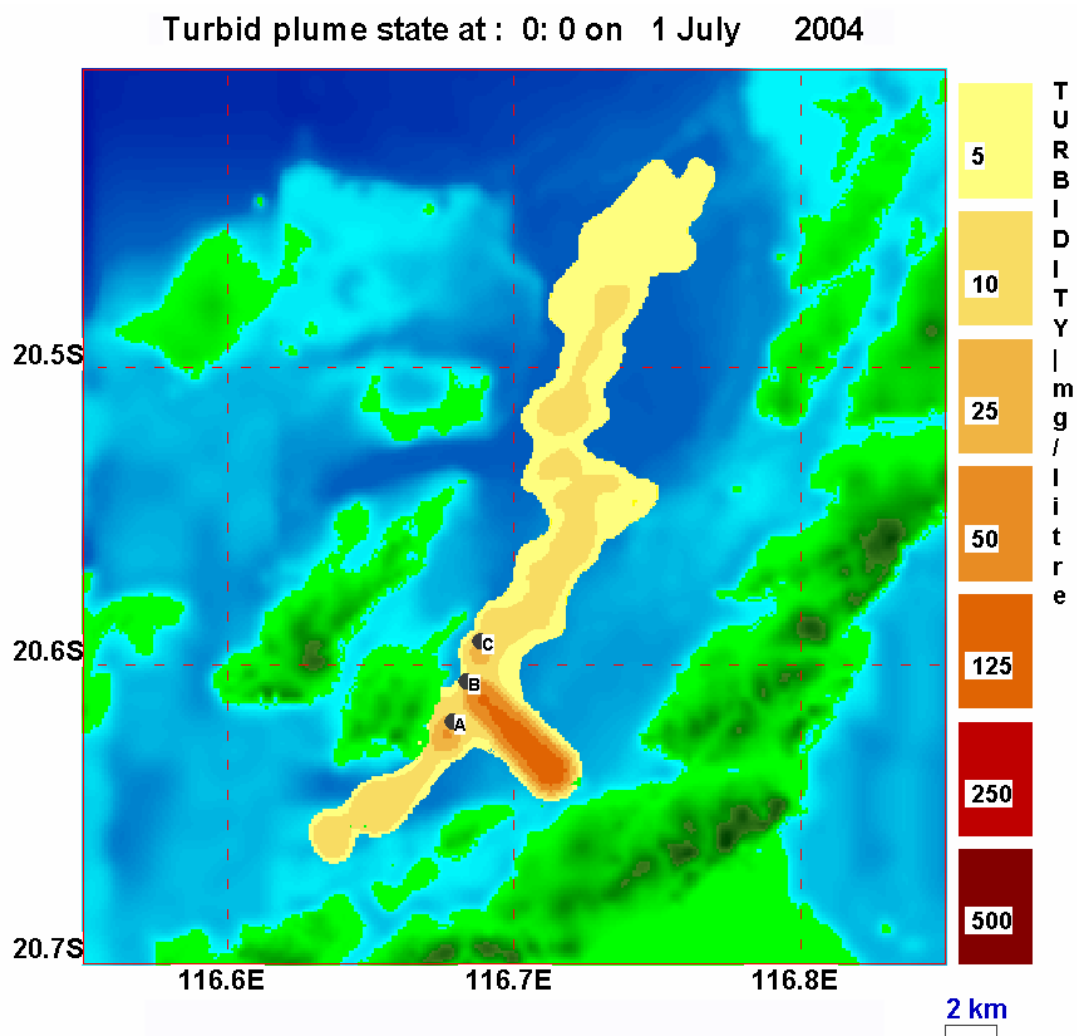 Turbid plume state at : 0: 0 on 1 July 2004
5
10
25
50
125
250
500
TURBIDITY|mg/litre
20.5S
20.6S
20.7S
C
B
A
116.6E 116.7E 116.8E
2 km